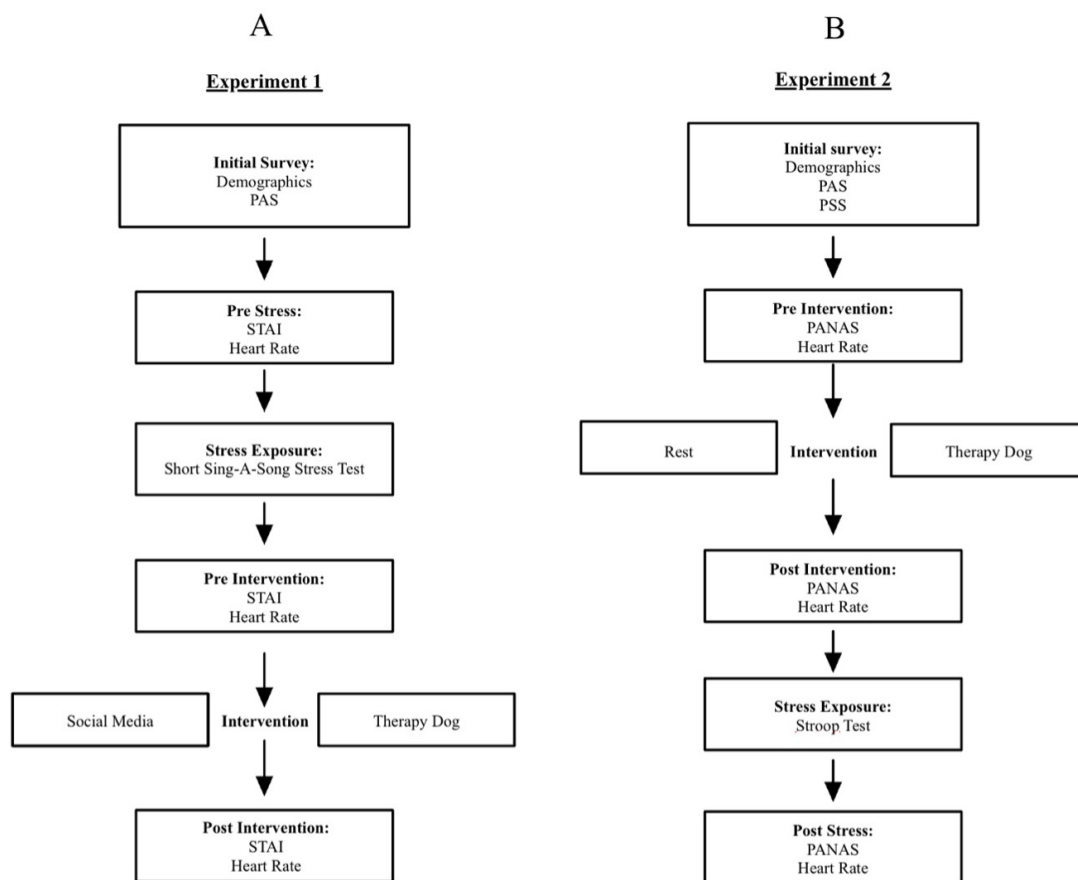 A
Experiment 1
Initial Survey:
Demographics
PAS
Pre Stress:
STAI
Heart Rate
Stress Exposure:
Short Sing-A-Song Stress Test
Pre Intervention:
STAI
Heart Rate
Social Media
Intervention
Therapy Dog
Post Intervention:
STAI
Heart Rate
B
Experiment 2
Initial survey:
Demographics
PAS
PSS
Pre Intervention:
PANAS
Heart Rate
Rest
Intervention
Therapy Dog
Post Intervention:
PANAS
Heart Rate
Stress Exposure:
Stroop Test
Post Stress:
PANAS
Heart Rate